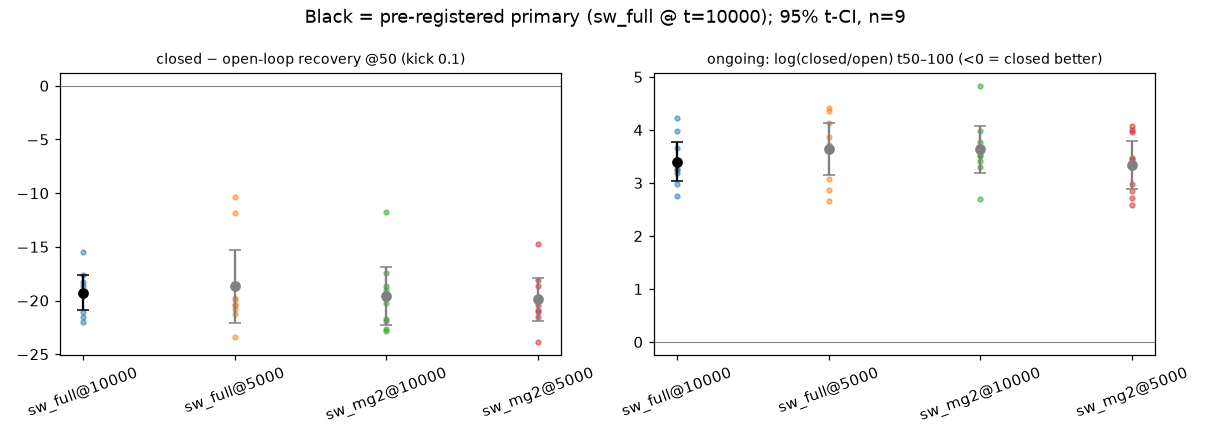 Black = pre-registered primary (sw_full @ t=10000); 95% t-CI, n=9
closed − open-loop recovery @50 (kick 0.1)
0
−5
−10
−15
−20
−25
sw_full@10000
sw_full@5000
sw_mg2@10000
sw_mg2@5000
ongoing: log(closed/open) t50–100 (<0 = closed better)
5
4
3
2
1
0
sw_full@10000
sw_full@5000
sw_mg2@10000
sw_mg2@5000